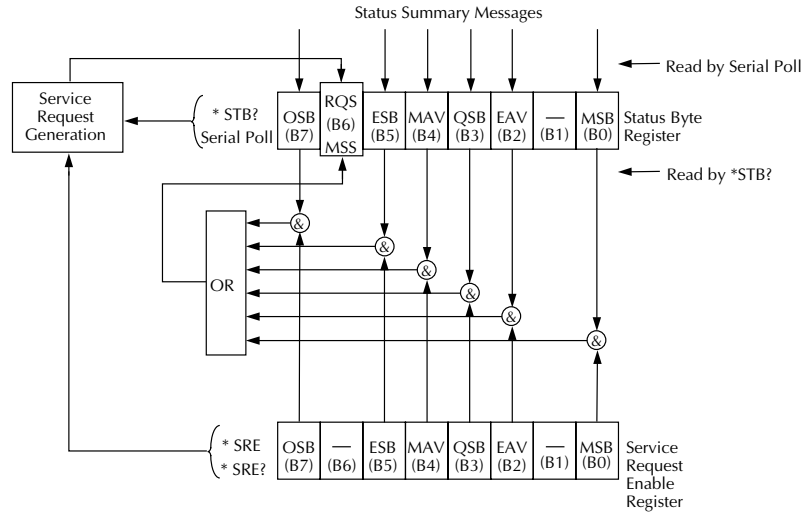 Status Summary Messages
Read by Serial Poll
Service
Request
Generation
* STB?
Serial Poll
OSB
(B7)
RQS
(B6)
MSS
ESB
(B5)
MAV
(B4)
QSB
(B3)
EAV
(B2)
—
(B1)
MSB
(B0)
Status Byte
Register
Read by *STB?
&
&
&
&
&
&
OR
* SRE
* SRE?
OSB
(B7)
—
(B6)
ESB
(B5)
MAV
(B4)
QSB
(B3)
EAV
(B2)
—
(B1)
MSB
(B0)
Service
Request
Enable
Register